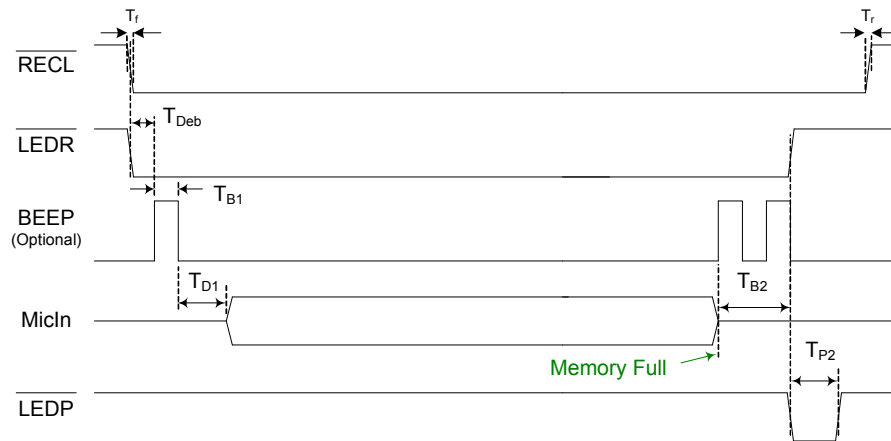 Tf
Tr
RECL
TDeb
LEDR
TB1
BEEP
(Optional)
TD1
TB2
MicIn
Memory Full
TP2
LEDP